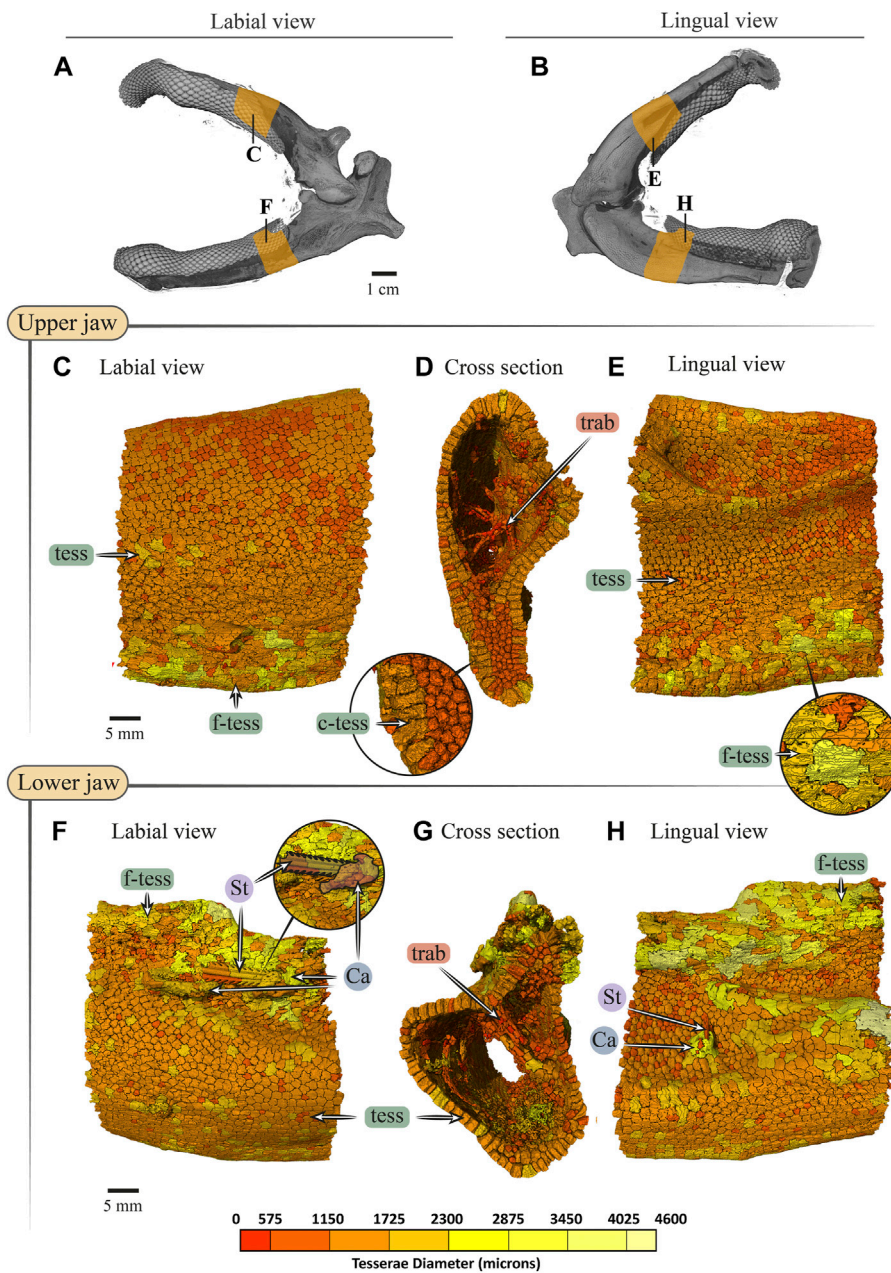 Labial view
Lingual view
A
B
C
E
F
H
1 cm
Upper jaw
C Labial view
D Cross section
E Lingual view
trab
tess
tess
c-tess
f-tess
5 mm
f-tess
Lower jaw
F Labial view
G Cross section
H Lingual view
f-tess
St
f-tess
trab
Ca
St
Ca
tess
5 mm
0 575 1150 1725 2300 2875 3450 4025 4600
Tesserae Diameter (microns)